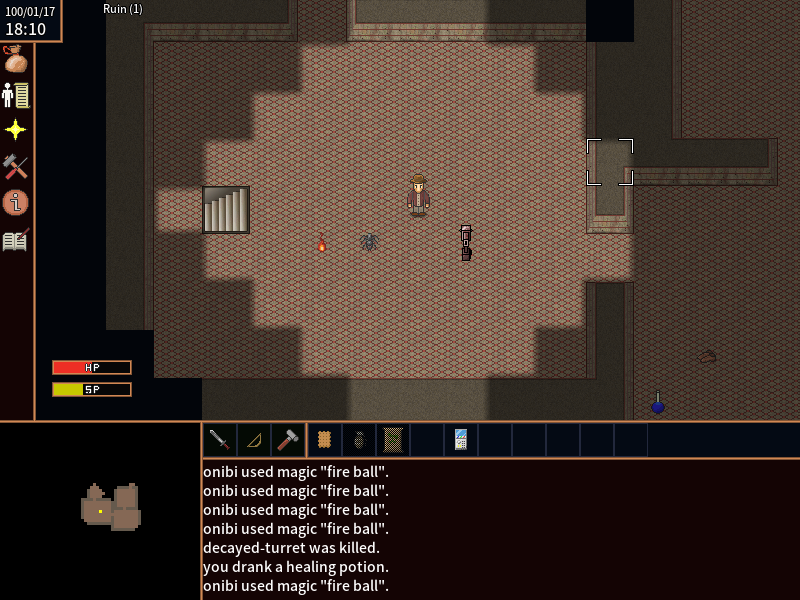 100/01/17
18:10
Ruin (1)
HP
SP
onibi used magic "fire ball".
onibi used magic "fire ball".
onibi used magic "fire ball".
onibi used magic "fire ball".
decayed-turret was killed.
you drank a healing potion.
onibi used magic "fire ball".